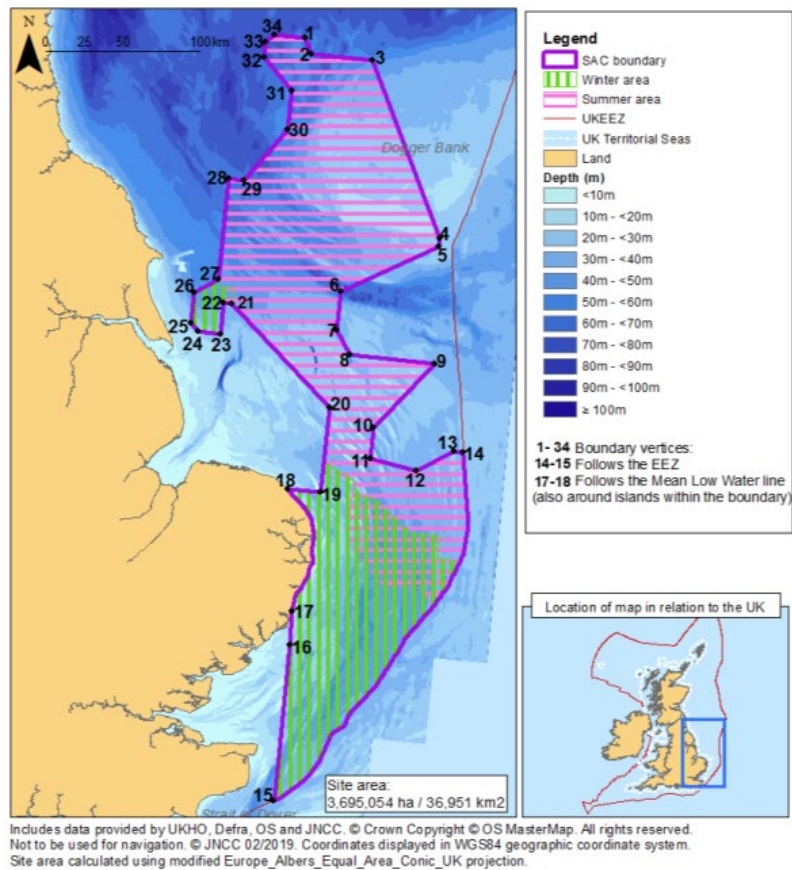 N
0 25 50 100 km
34
1
33
2
32
3
31
30
Dogger Bank
28
29
4
5
27
26
6
22
21
25
7
24
23
8
9
20
10
13
14
11
12
18
19
17
16
15
Strait of Dover
Site area:
3,695,054 ha / 36,951 km2
Legend
SAC boundary
Winter area
Summer area
UKEEZ
UK Territorial Seas
Land
Depth (m)
<10m
10m - <20m
20m - <30m
30m - <40m
40m - <50m
50m - <60m
60m - <70m
70m - <80m
80m - <90m
90m - <100m
≥ 100m
1- 34 Boundary vertices:
14-15 Follows the EEZ
17-18 Follows the Mean Low Water line
(also around islands within the boundary)
Location of map in relation to the UK
Includes data provided by UKHO, Defra, OS and JNCC. © Crown Copyright © OS MasterMap. All rights reserved.
Not to be used for navigation. © JNCC 02/2019. Coordinates displayed in WGS84 geographic coordinate system.
Site area calculated using modified Europe_Albers_Equal_Area_Conic_UK projection.